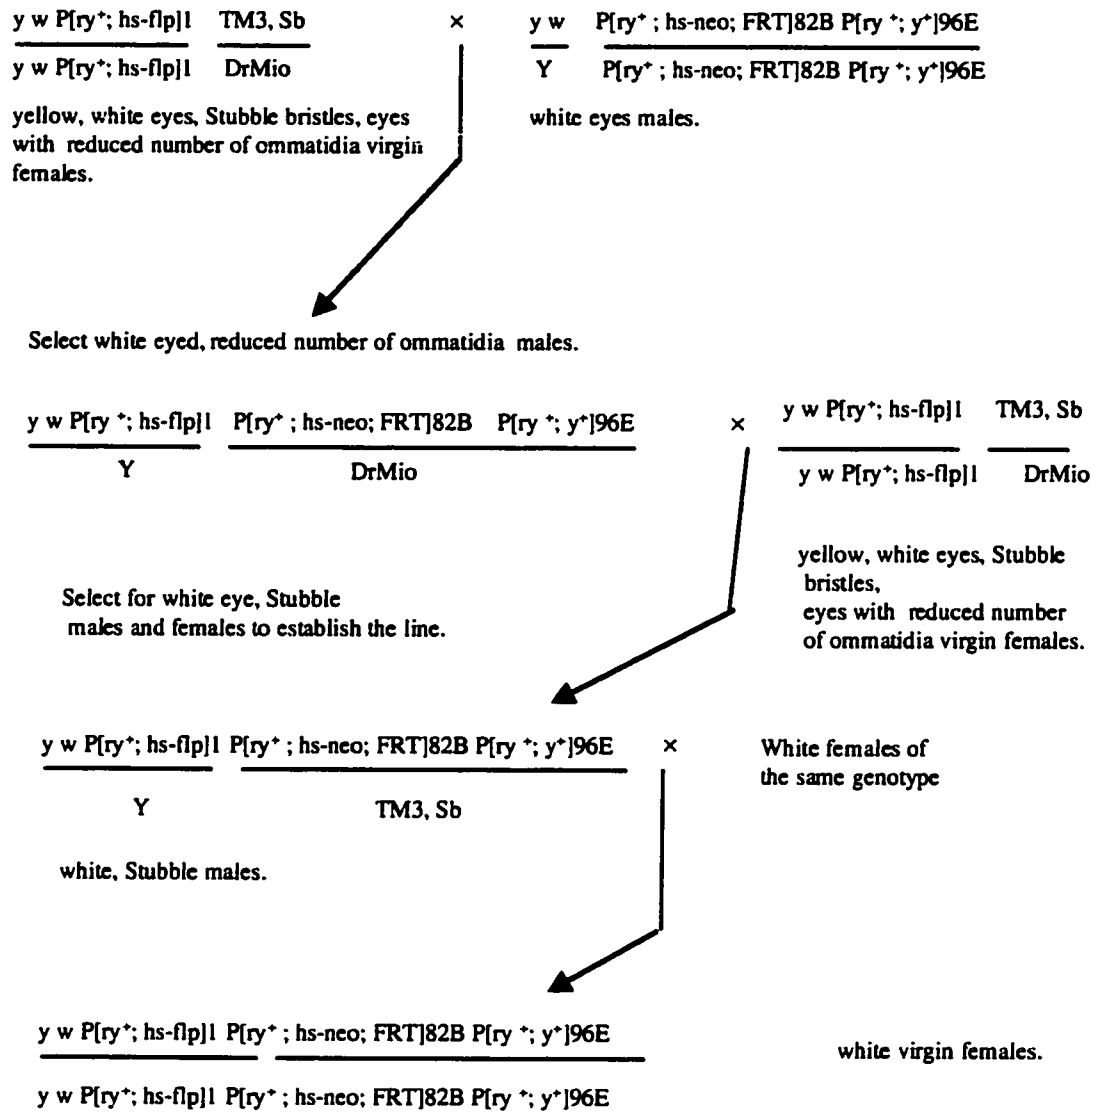 y w P[ry⁺; hs-flp]1 TM3, Sb × y w P[ry⁺ ; hs-neo; FRT]82B P[ry ⁺; y⁺]96E
y w P[ry⁺; hs-flp]1 DrMio Y P[ry⁺ ; hs-neo; FRT]82B P[ry ⁺; y⁺]96E
yellow, white eyes, Stubble bristles, eyes
with reduced number of ommatidia virgin
females.
white eyes males.
Select white eyed, reduced number of ommatidia males.
y w P[ry ⁺; hs-flp]1 P[ry⁺ ; hs-neo; FRT]82B P[ry ⁺; y⁺]96E × y w P[ry⁺; hs-flp]1 TM3, Sb
Y DrMio y w P[ry⁺; hs-flp]1 DrMio
yellow, white eyes, Stubble
bristles,
eyes with reduced number
of ommatidia virgin females.
Select for white eye, Stubble
males and females to establish the line.
y w P[ry⁺; hs-flp]1 P[ry⁺ ; hs-neo; FRT]82B P[ry ⁺; y⁺]96E ×
Y TM3, Sb
White females of
the same genotype
white, Stubble males.
y w P[ry⁺; hs-flp]1 P[ry⁺ ; hs-neo; FRT]82B P[ry ⁺; y⁺]96E
y w P[ry⁺; hs-flp]1 P[ry⁺ ; hs-neo; FRT]82B P[ry ⁺; y⁺]96E
white virgin females.